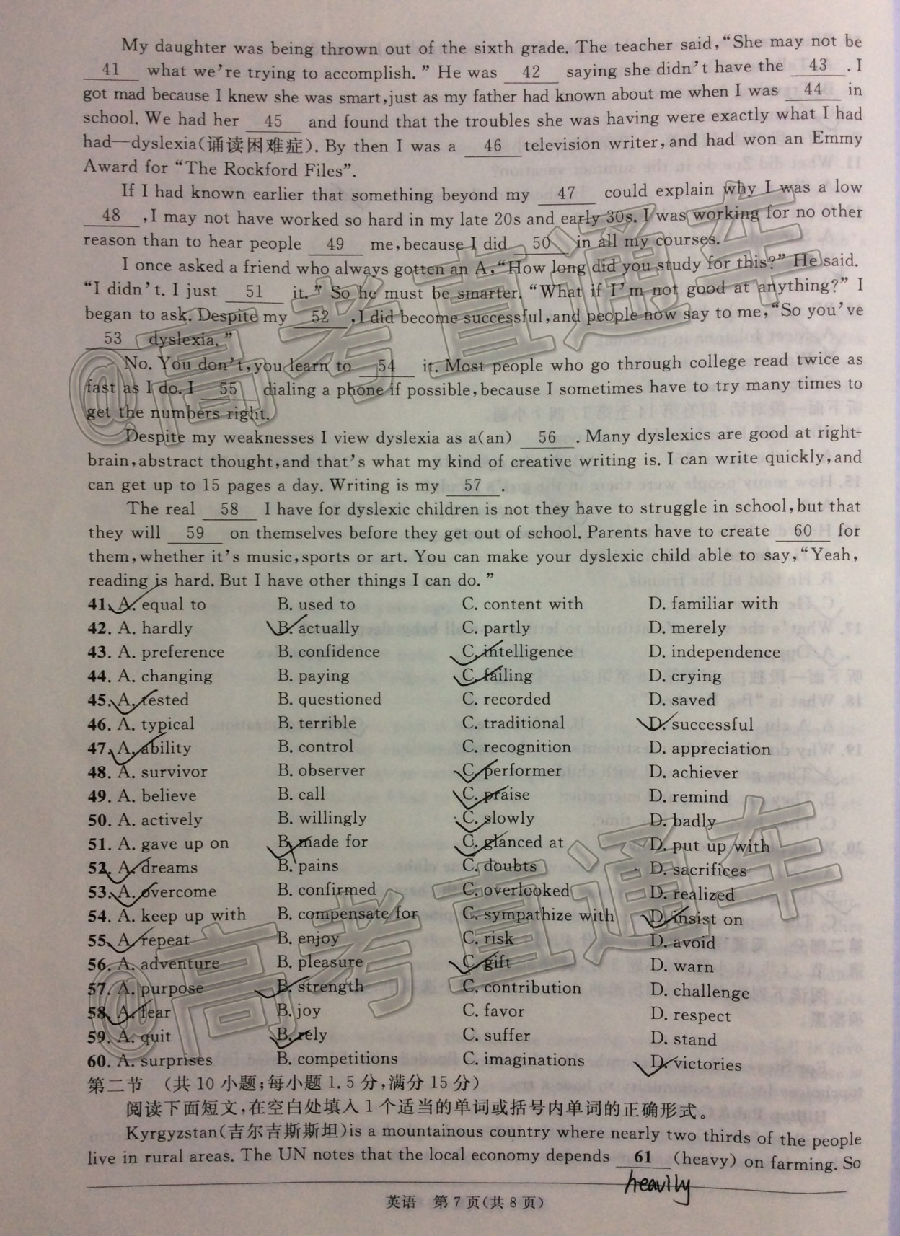 My daughter was being thrown out of the sixth grade. The teacher said,“She may not be
41 what we're trying to accomplish.” He was 42 saying she didn't have the 43 . I
got mad because I knew she was smart,just as my father had known about me when I was 44 in
school. We had her 45 and found that the troubles she was having were exactly what I had
had—dyslexia(诵读困难症). By then I was a 46 television writer,and had won an Emmy
Award for “The Rockford Files”.
If I had known earlier that something beyond my 47 could explain why I was a low
48 ,I may not have worked so hard in my late 20s and early 30s. I was working for no other
reason than to hear people 49 me,because I did 50 in all my courses.
I once asked a friend who always gotten an A,“How long did you study for this?” He said.
“I didn't. I just 51 it.” So he must be smarter. “What if I'm not good at anything?” I
began to ask. Despite my 52 ,I did become successful,and people now say to me,“So you've
53 dyslexia.”
No. You don't,you learn to 54 it. Most people who go through college read twice as
fast as I do. I 55 dialing a phone if possible,because I sometimes have to try many times to
get the numbers right.
Despite my weaknesses I view dyslexia as a(an) 56 . Many dyslexics are good at right-
brain,abstract thought,and that's what my kind of creative writing is. I can write quickly,and
can get up to 15 pages a day. Writing is my 57 .
The real 58 I have for dyslexic children is not they have to struggle in school,but that
they will 59 on themselves before they get out of school. Parents have to create 60 for
them,whether it's music,sports or art. You can make your dyslexic child able to say,“Yeah,
reading is hard. But I have other things I can do.”
41. A. equal to B. used to C. content with D. familiar with
42. A. hardly B. actually C. partly D. merely
43. A. preference B. confidence C. intelligence D. independence
44. A. changing B. paying C. failing D. crying
45. A. tested B. questioned C. recorded D. saved
46. A. typical B. terrible C. traditional D. successful
47. A. ability B. control C. recognition D. appreciation
48. A. survivor B. observer C. performer D. achiever
49. A. believe B. call C. praise D. remind
50. A. actively B. willingly C. slowly D. badly
51. A. gave up on B. made for C. glanced at D. put up with
52. A. dreams B. pains C. doubts D. sacrifices
53. A. overcome B. confirmed C. overlooked D. realized
54. A. keep up with B. compensate for C. sympathize with D. insist on
55. A. repeat B. enjoy C. risk D. avoid
56. A. adventure B. pleasure C. gift D. warn
57. A. purpose B. strength C. contribution D. challenge
58. A. fear B. joy C. favor D. respect
59. A. quit B. rely C. suffer D. stand
60. A. surprises B. competitions C. imaginations D. victories
第二节 (共10小题;每小题1.5分,满分15分)
阅读下面短文,在空白处填入1个适当的单词或括号内单词的正确形式。
Kyrgyzstan(吉尔吉斯斯坦)is a mountainous country where nearly two thirds of the people
live in rural areas. The UN notes that the local economy depends 61 (heavy) on farming. So
heavily
英语 第7页(共8页)
@高考直通车
@高考直通车